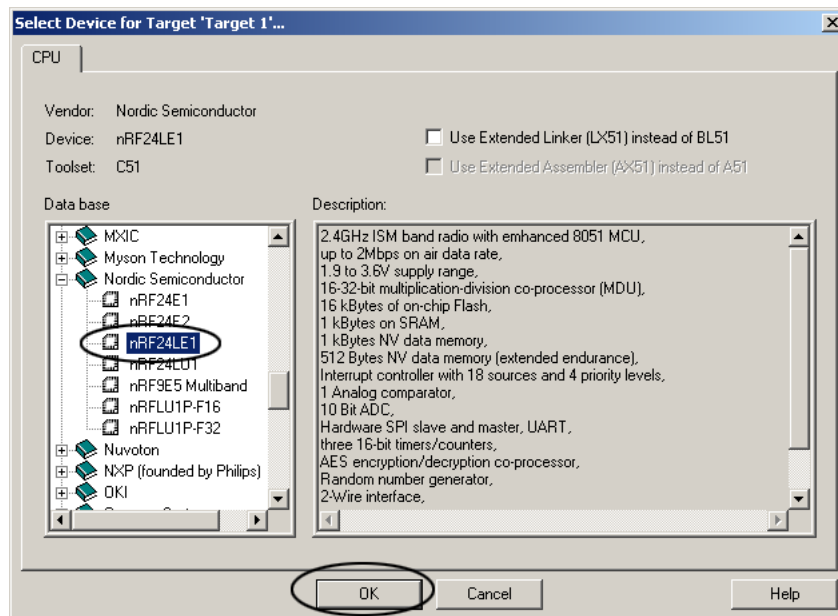 Select Device for Target 'Target 1'...
CPU
Vendor: Nordic Semiconductor
Device: nRF24LE1
Toolset: C51
Use Extended Linker (LX51) instead of BL51
Use Extended Assembler (AX51) instead of A51
Data base
MXIC
Myson Technology
Nordic Semiconductor
nRF24E1
nRF24E2
nRF24LE1
nRF24LU1
nRF9E5 Multiband
nRFLU1P-F16
nRFLU1P-F32
Nuvoton
NXP (founded by Philips)
OKI
Description:
2.4GHz ISM band radio with emhanced 8051 MCU,
up to 2Mbps on air data rate,
1.9 to 3.6V supply range,
16-32-bit multiplication-division co-processor (MDU),
16 kBytes of on-chip Flash,
1 kBytes on SRAM,
1 kBytes NV data memory,
512 Bytes NV data memory (extended endurance),
Interrupt controller with 18 sources and 4 priority levels,
1 Analog comparator,
10 Bit ADC,
Hardware SPI slave and master, UART,
three 16-bit timers/counters,
AES encryption/decryption co-processor,
Random number generator,
2-Wire interface,
OK
Cancel
Help